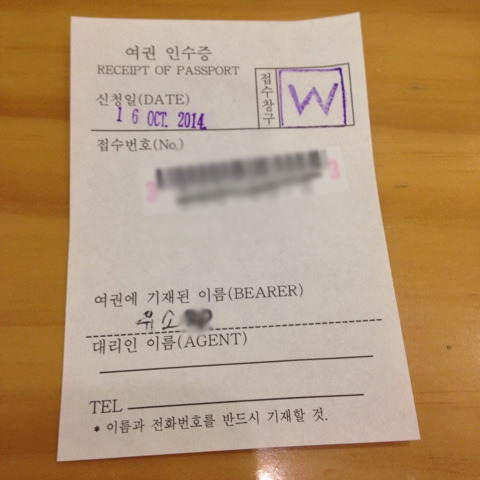 여권 인수증
RECEIPT OF PASSPORT
신청일(DATE)
16 OCT. 2014
접수창구
W
접수번호(No.)
3 3
여권에 기재된 이름(BEARER)
유소
대리인 이름(AGENT)
TEL
* 이름과 전화번호를 반드시 기재할 것.